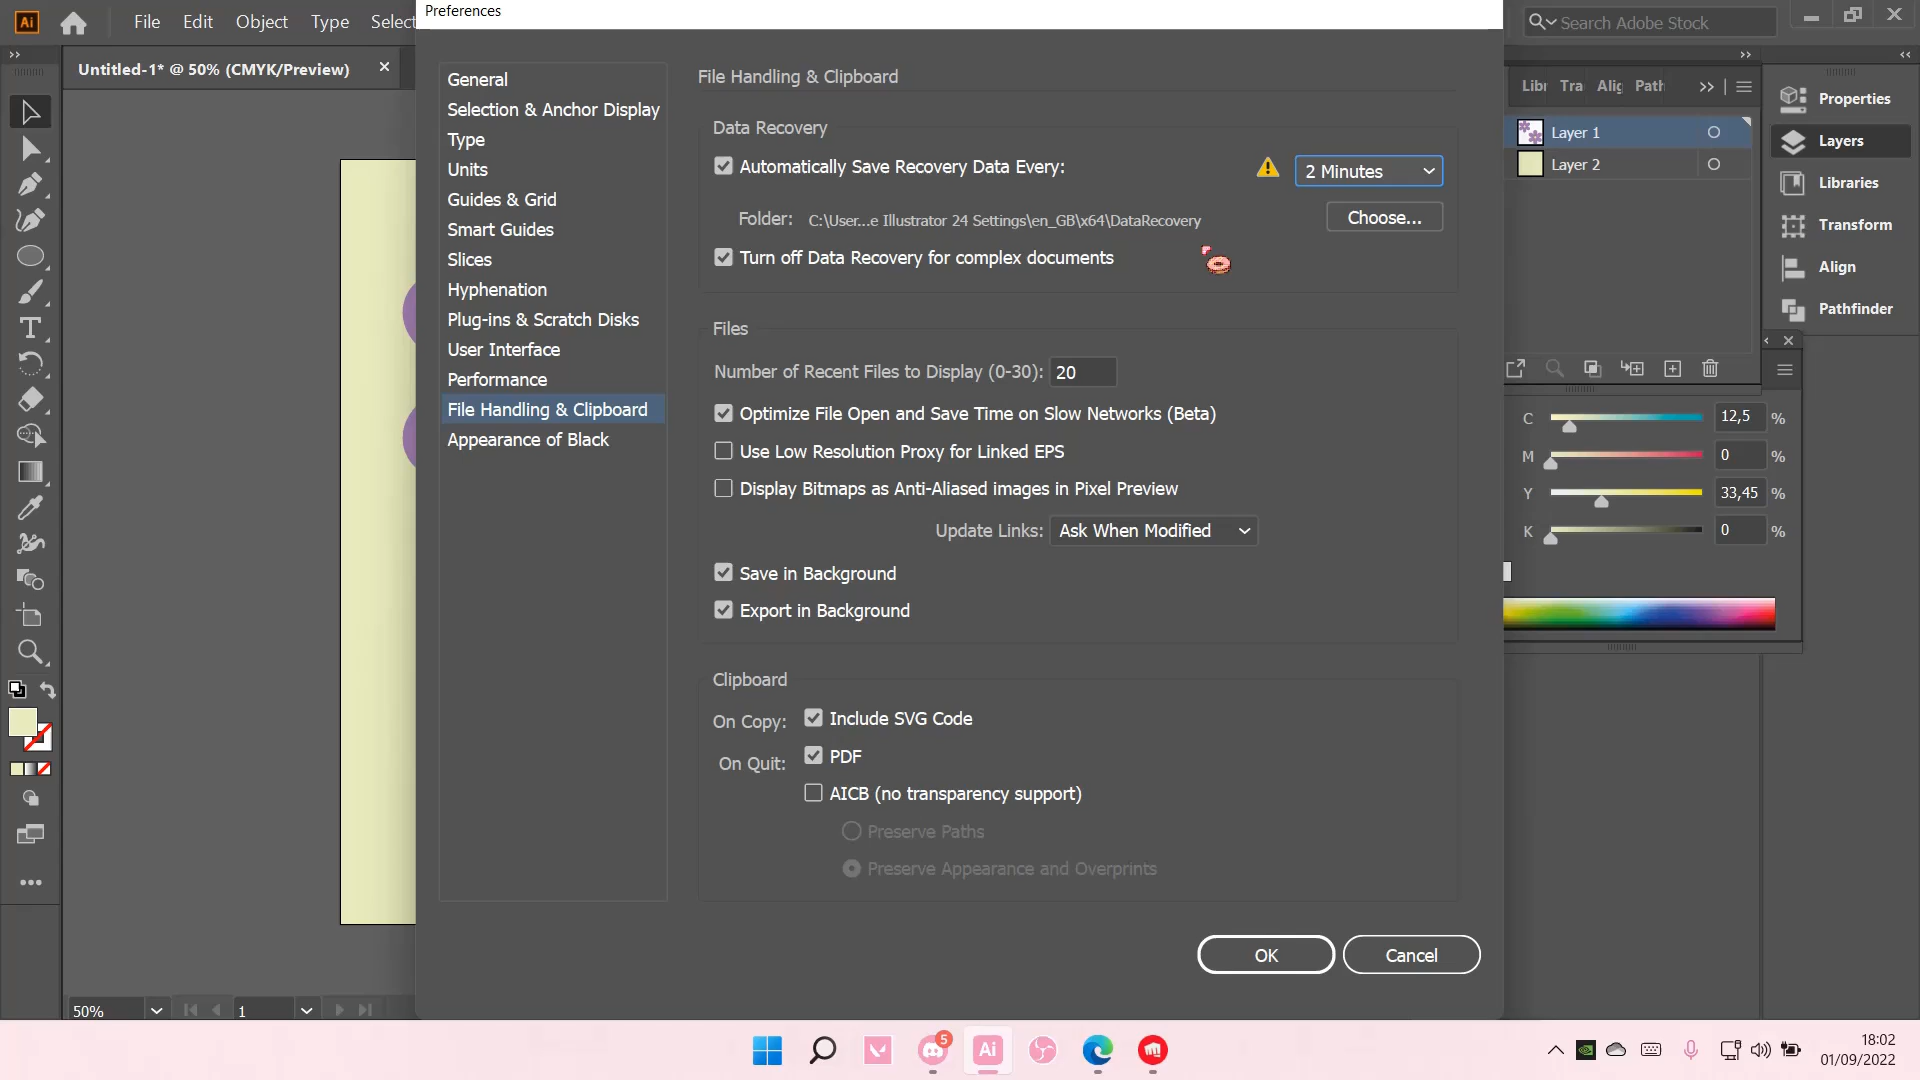 Preferences
Ai
File
Edit
Object
Type
Select
Search Adobe Stock
Untitled-1* @ 50% (CMYK/Preview)
General
Selection & Anchor Display
Type
Units
Guides & Grid
Smart Guides
Slices
Hyphenation
Plug-ins & Scratch Disks
User Interface
Performance
File Handling & Clipboard
Appearance of Black
File Handling & Clipboard
Data Recovery
Automatically Save Recovery Data Every:
2 Minutes
Folder: C:\User...e Illustrator 24 Settings\en_GB\x64\DataRecovery
Choose...
Turn off Data Recovery for complex documents
Files
Number of Recent Files to Display (0-30): 20
Optimize File Open and Save Time on Slow Networks (Beta)
Use Low Resolution Proxy for Linked EPS
Display Bitmaps as Anti-Aliased images in Pixel Preview
Update Links: Ask When Modified
Save in Background
Export in Background
Clipboard
On Copy: Include SVG Code
On Quit: PDF
AICB (no transparency support)
Preserve Paths
Preserve Appearance and Overprints
OK
Cancel
Libr
Tra
Alig
Path
Layer 1
Layer 2
Properties
Layers
Libraries
Transform
Align
Pathfinder
C 12,5 %
M 0 %
Y 33,45 %
K 0 %
50%
1
5
Ai
18:02
01/09/2022